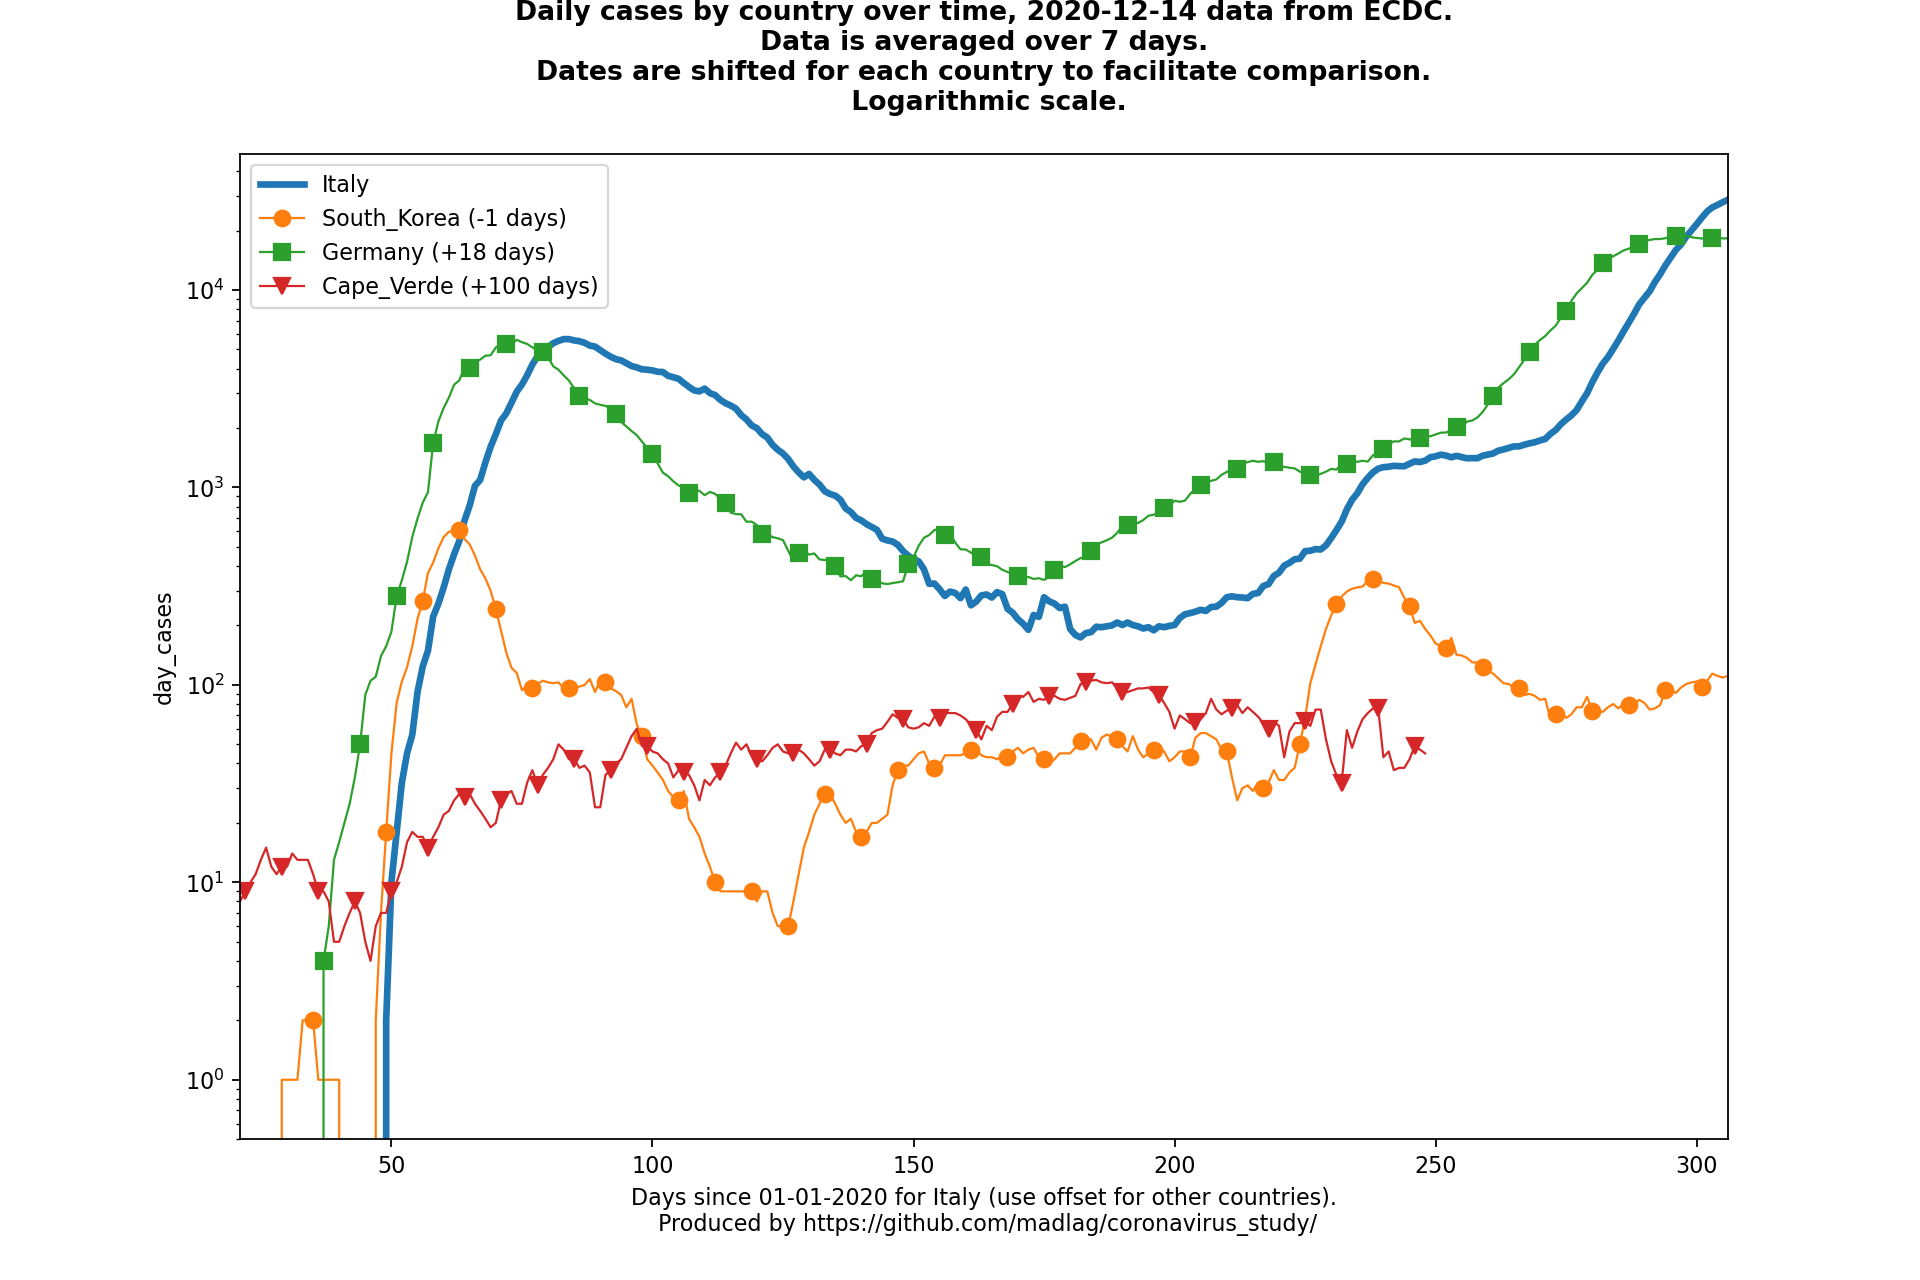 Daily cases by country over time, 2020-12-14 data from ECDC.
Data is averaged over 7 days.
Dates are shifted for each country to facilitate comparison.
Logarithmic scale.
Italy
South_Korea (-1 days)
Germany (+18 days)
Cape_Verde (+100 days)
10⁴
10³
10²
10¹
10⁰
day_cases
50 100 150 200 250 300
Days since 01-01-2020 for Italy (use offset for other countries).
Produced by https://github.com/madlag/coronavirus_study/